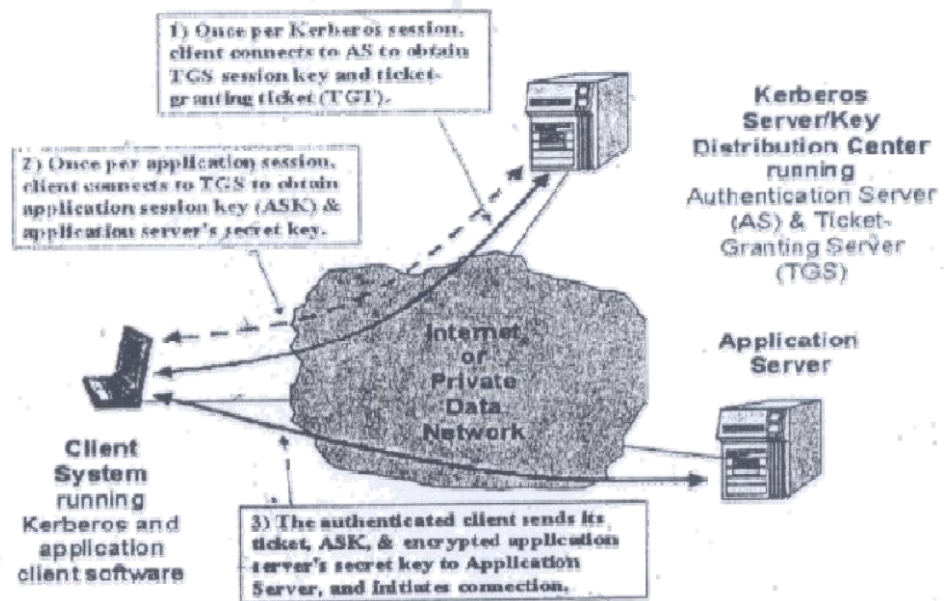 1) Once per Kerberos session,
client connects to AS to obtain
TGS session key and ticket-
granting ticket (TGT).
Kerberos
Server/Key
Distribution Center
running
Authentication Server
(AS) & Ticket-
Granting Server
(TGS)
2) Once per application session,
client connects to TGS to obtain
application session key (ASK) &
application server's secret key.
Internet
or
Private
Data
Network
Application
Server
Client
System
running
Kerberos and
application
client software
3) The authenticated client sends its
ticket, ASK, & encrypted application
server's secret key to Application
Server, and initiates connection.